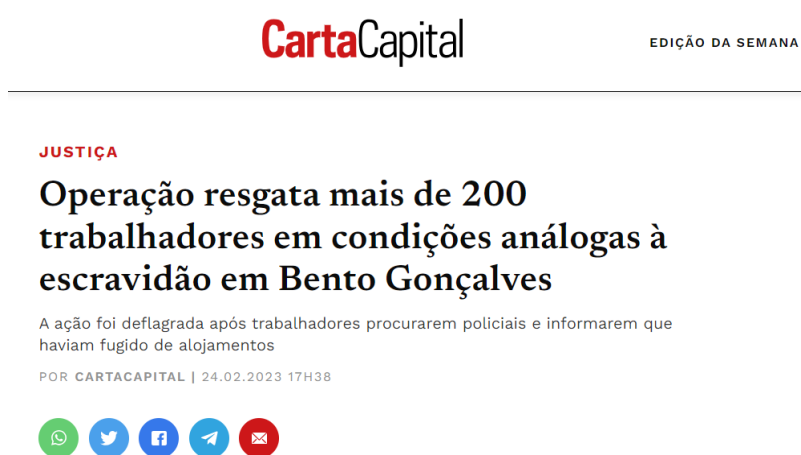 CartaCapital
EDIÇÃO DA SEMANA
JUSTIÇA
Operação resgata mais de 200
trabalhadores em condições análogas à
escravidão em Bento Gonçalves
A ação foi deflagrada após trabalhadores procurarem policiais e informarem que
haviam fugido de alojamentos
POR CARTACAPITAL | 24.02.2023 17H38